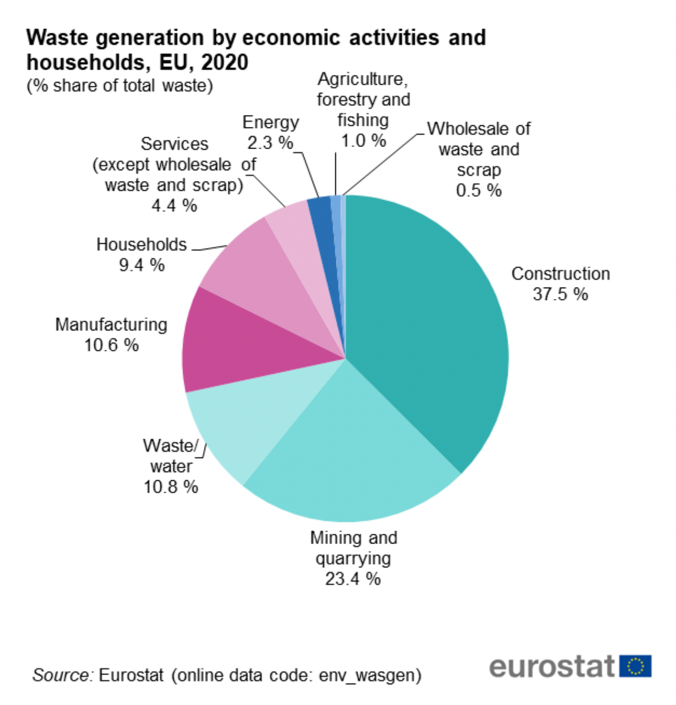 Waste generation by economic activities and
households, EU, 2020
(% share of total waste)
Agriculture,
forestry and
fishing
1.0 %
Wholesale of
waste and
scrap
0.5 %
Energy
2.3 %
Services
(except wholesale of
waste and scrap)
4.4 %
Households
9.4 %
Construction
37.5 %
Manufacturing
10.6 %
Waste/
water
10.8 %
Mining and
quarrying
23.4 %
Source: Eurostat (online data code: env_wasgen)
eurostat